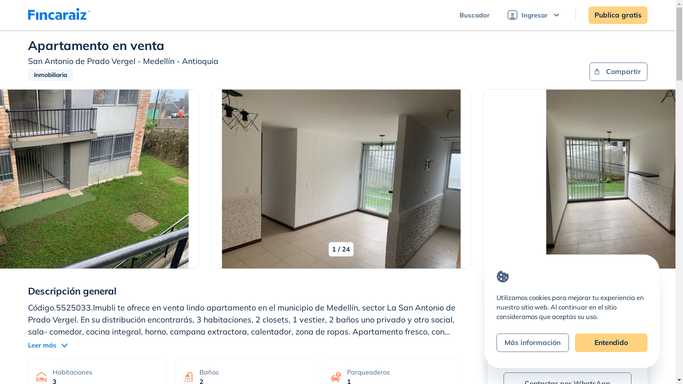 Fincaraiz
Buscador
Ingresar
Publica gratis
Apartamento en venta
San Antonio de Prado Vergel - Medellín - Antioquia
Inmobiliaria
Compartir
1 / 24
Descripción general
Código.5525033.Imubli te ofrece en venta lindo apartamento en el municipio de Medellín, sector La San Antonio de
Prado Vergel. En su distribución encontrarás, 3 habitaciones, 2 closets, 1 vestier, 2 baños uno privado y otro social,
sala- comedor, cocina integral, horno, campana extractora, calentador, zona de ropas. Apartamento fresco, con...
Leer más
Habitaciones
3
Baños
2
Parqueaderos
1
Utilizamos cookies para mejorar tu experiencia en
nuestro sitio web. Al continuar en el sitio
consideramos que aceptas su uso.
Más información
Entendido
Contactar por WhatsApp